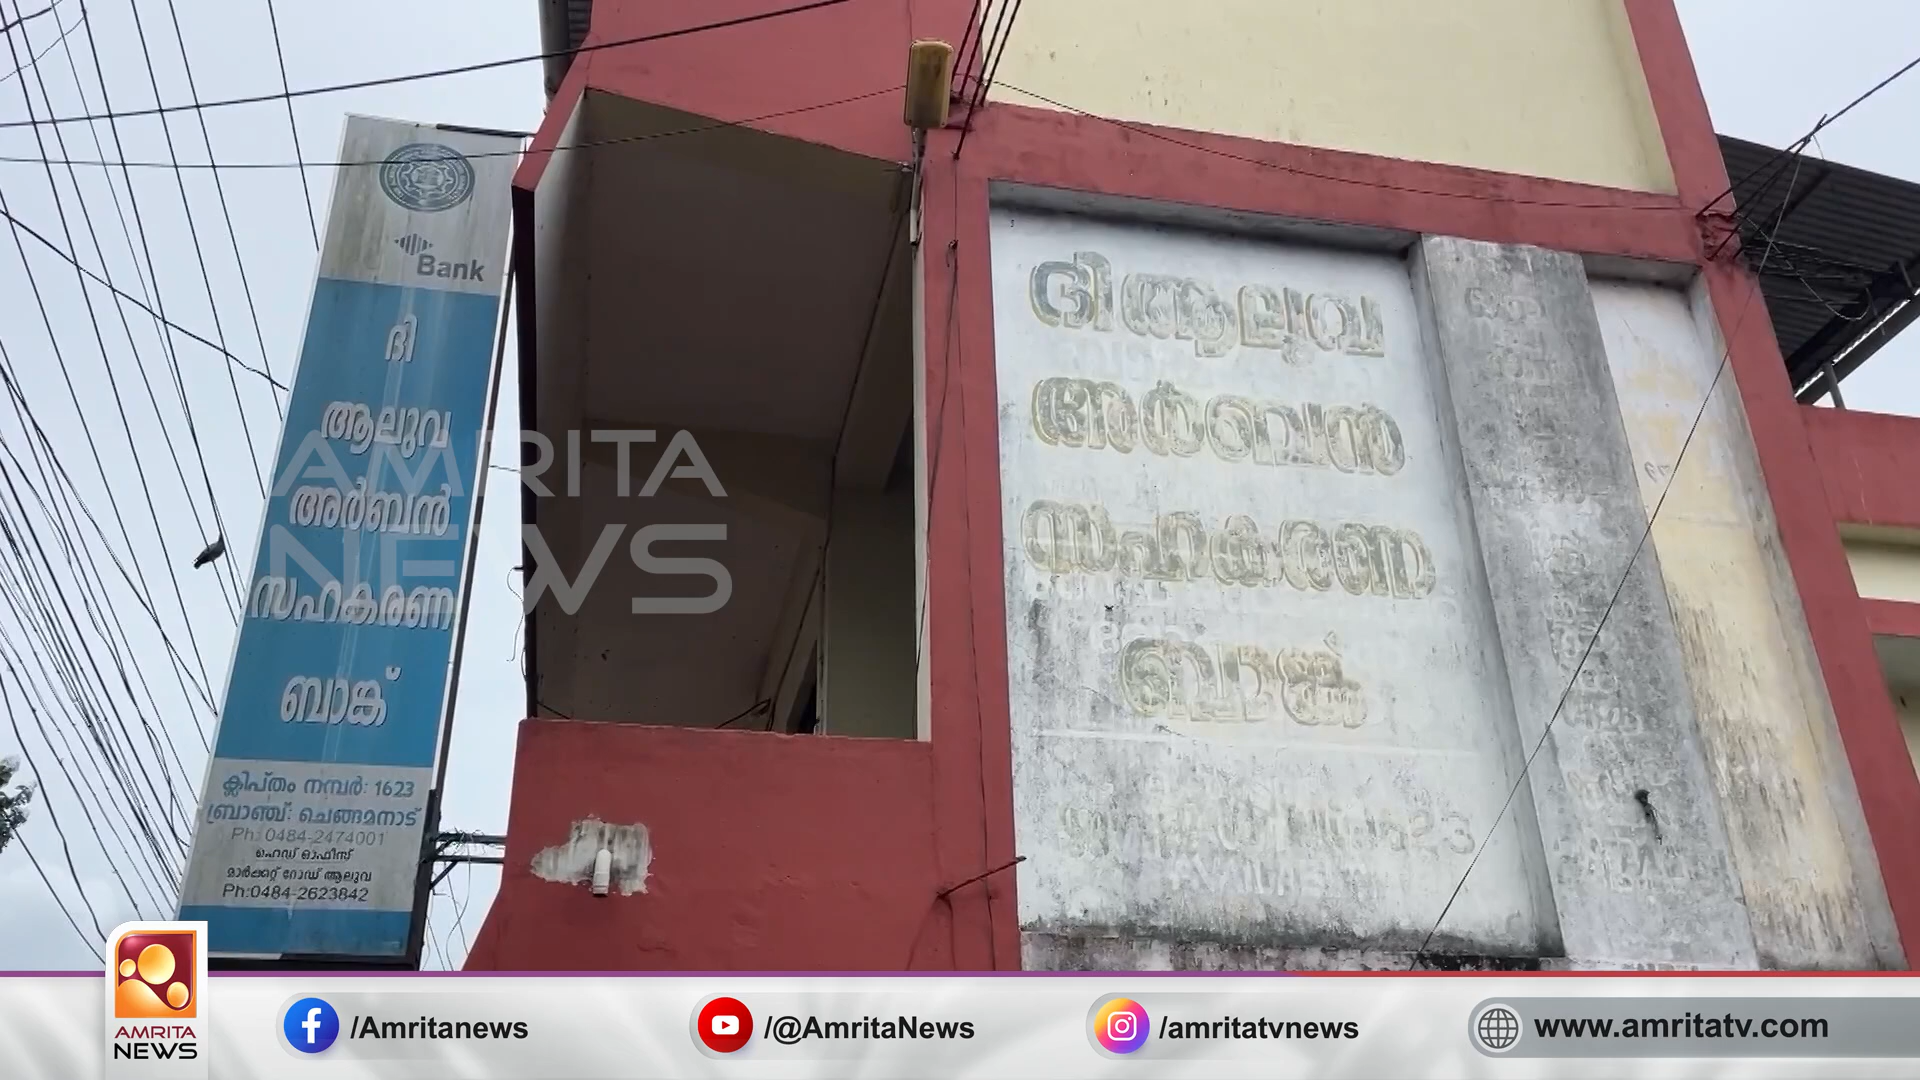 Bank
ദി
ആലുവ
അർബൻ
സഹകരണ
ബാങ്ക്
ക്ലിപ്തം നമ്പർ: 1623
ബ്രാഞ്ച്: ചെങ്ങമനാട്
Ph: 0484-2474001
ഹെഡ് ഓഫീസ്
മാർക്കറ്റ് റോഡ് ആലുവ
Ph:0484-2623842
ദി ആലുവ
അർബൻ
സഹകരണ
ബാങ്ക്
AMRITA
NEWS
AMRITA
NEWS
/Amritanews
/@AmritaNews
/amritatvnews
www.amritatv.com